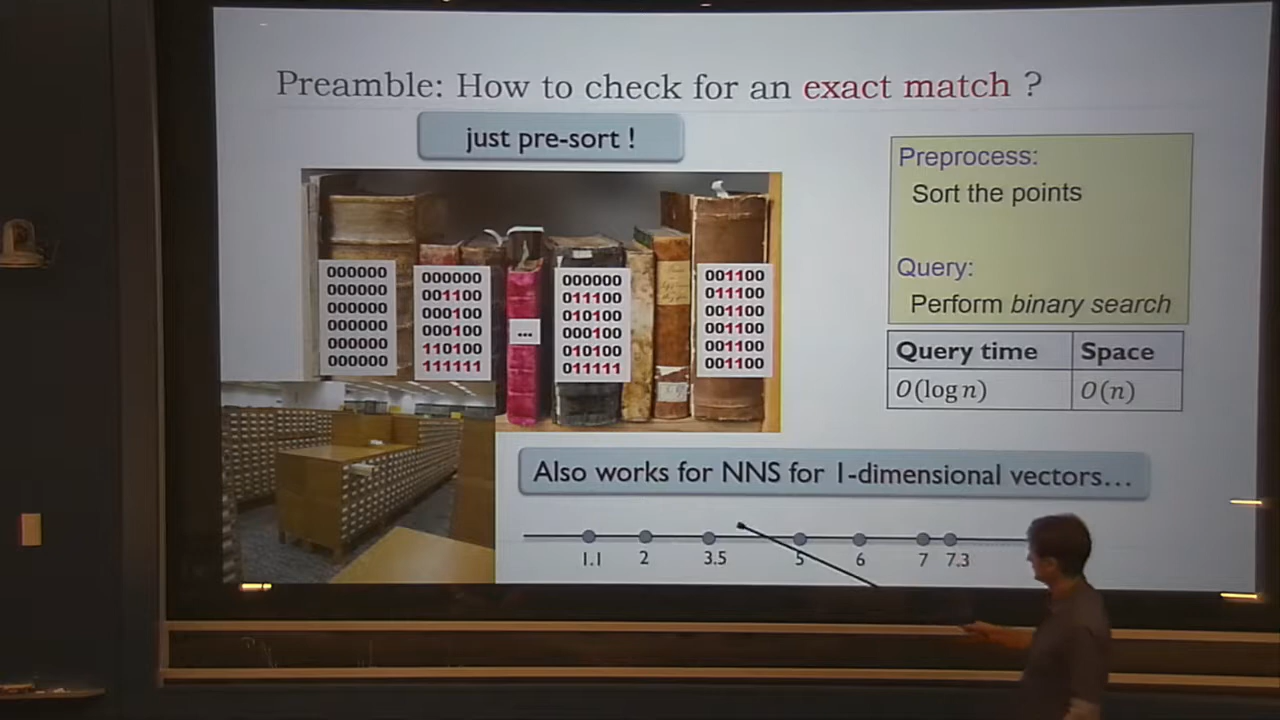 Preamble: How to check for an exact match ?
just pre-sort !
000000
000000
000000
000000
000000
000000
000000
001100
000100
000100
110100
111111
...
000000
011100
010100
000100
010100
011111
001100
011100
001100
001100
001100
001100
Preprocess:
Sort the points
Query:
Perform binary search
Query time Space
O(log n) O(n)
Also works for NNS for 1-dimensional vectors...
1.1 2 3.5 5 6 7 7.3